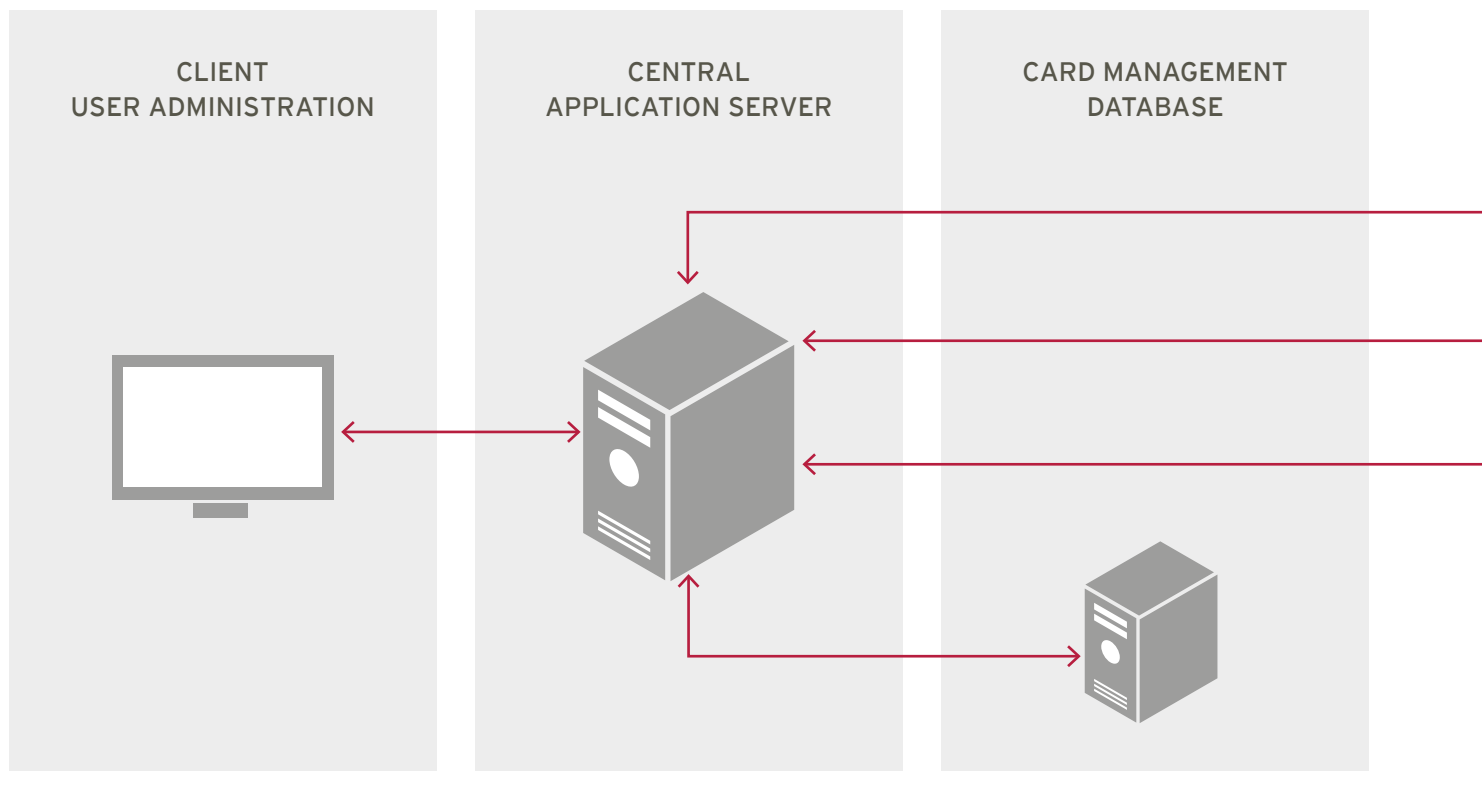 CLIENT
USER ADMINISTRATION
CENTRAL
APPLICATION SERVER
CARD MANAGEMENT
DATABASE